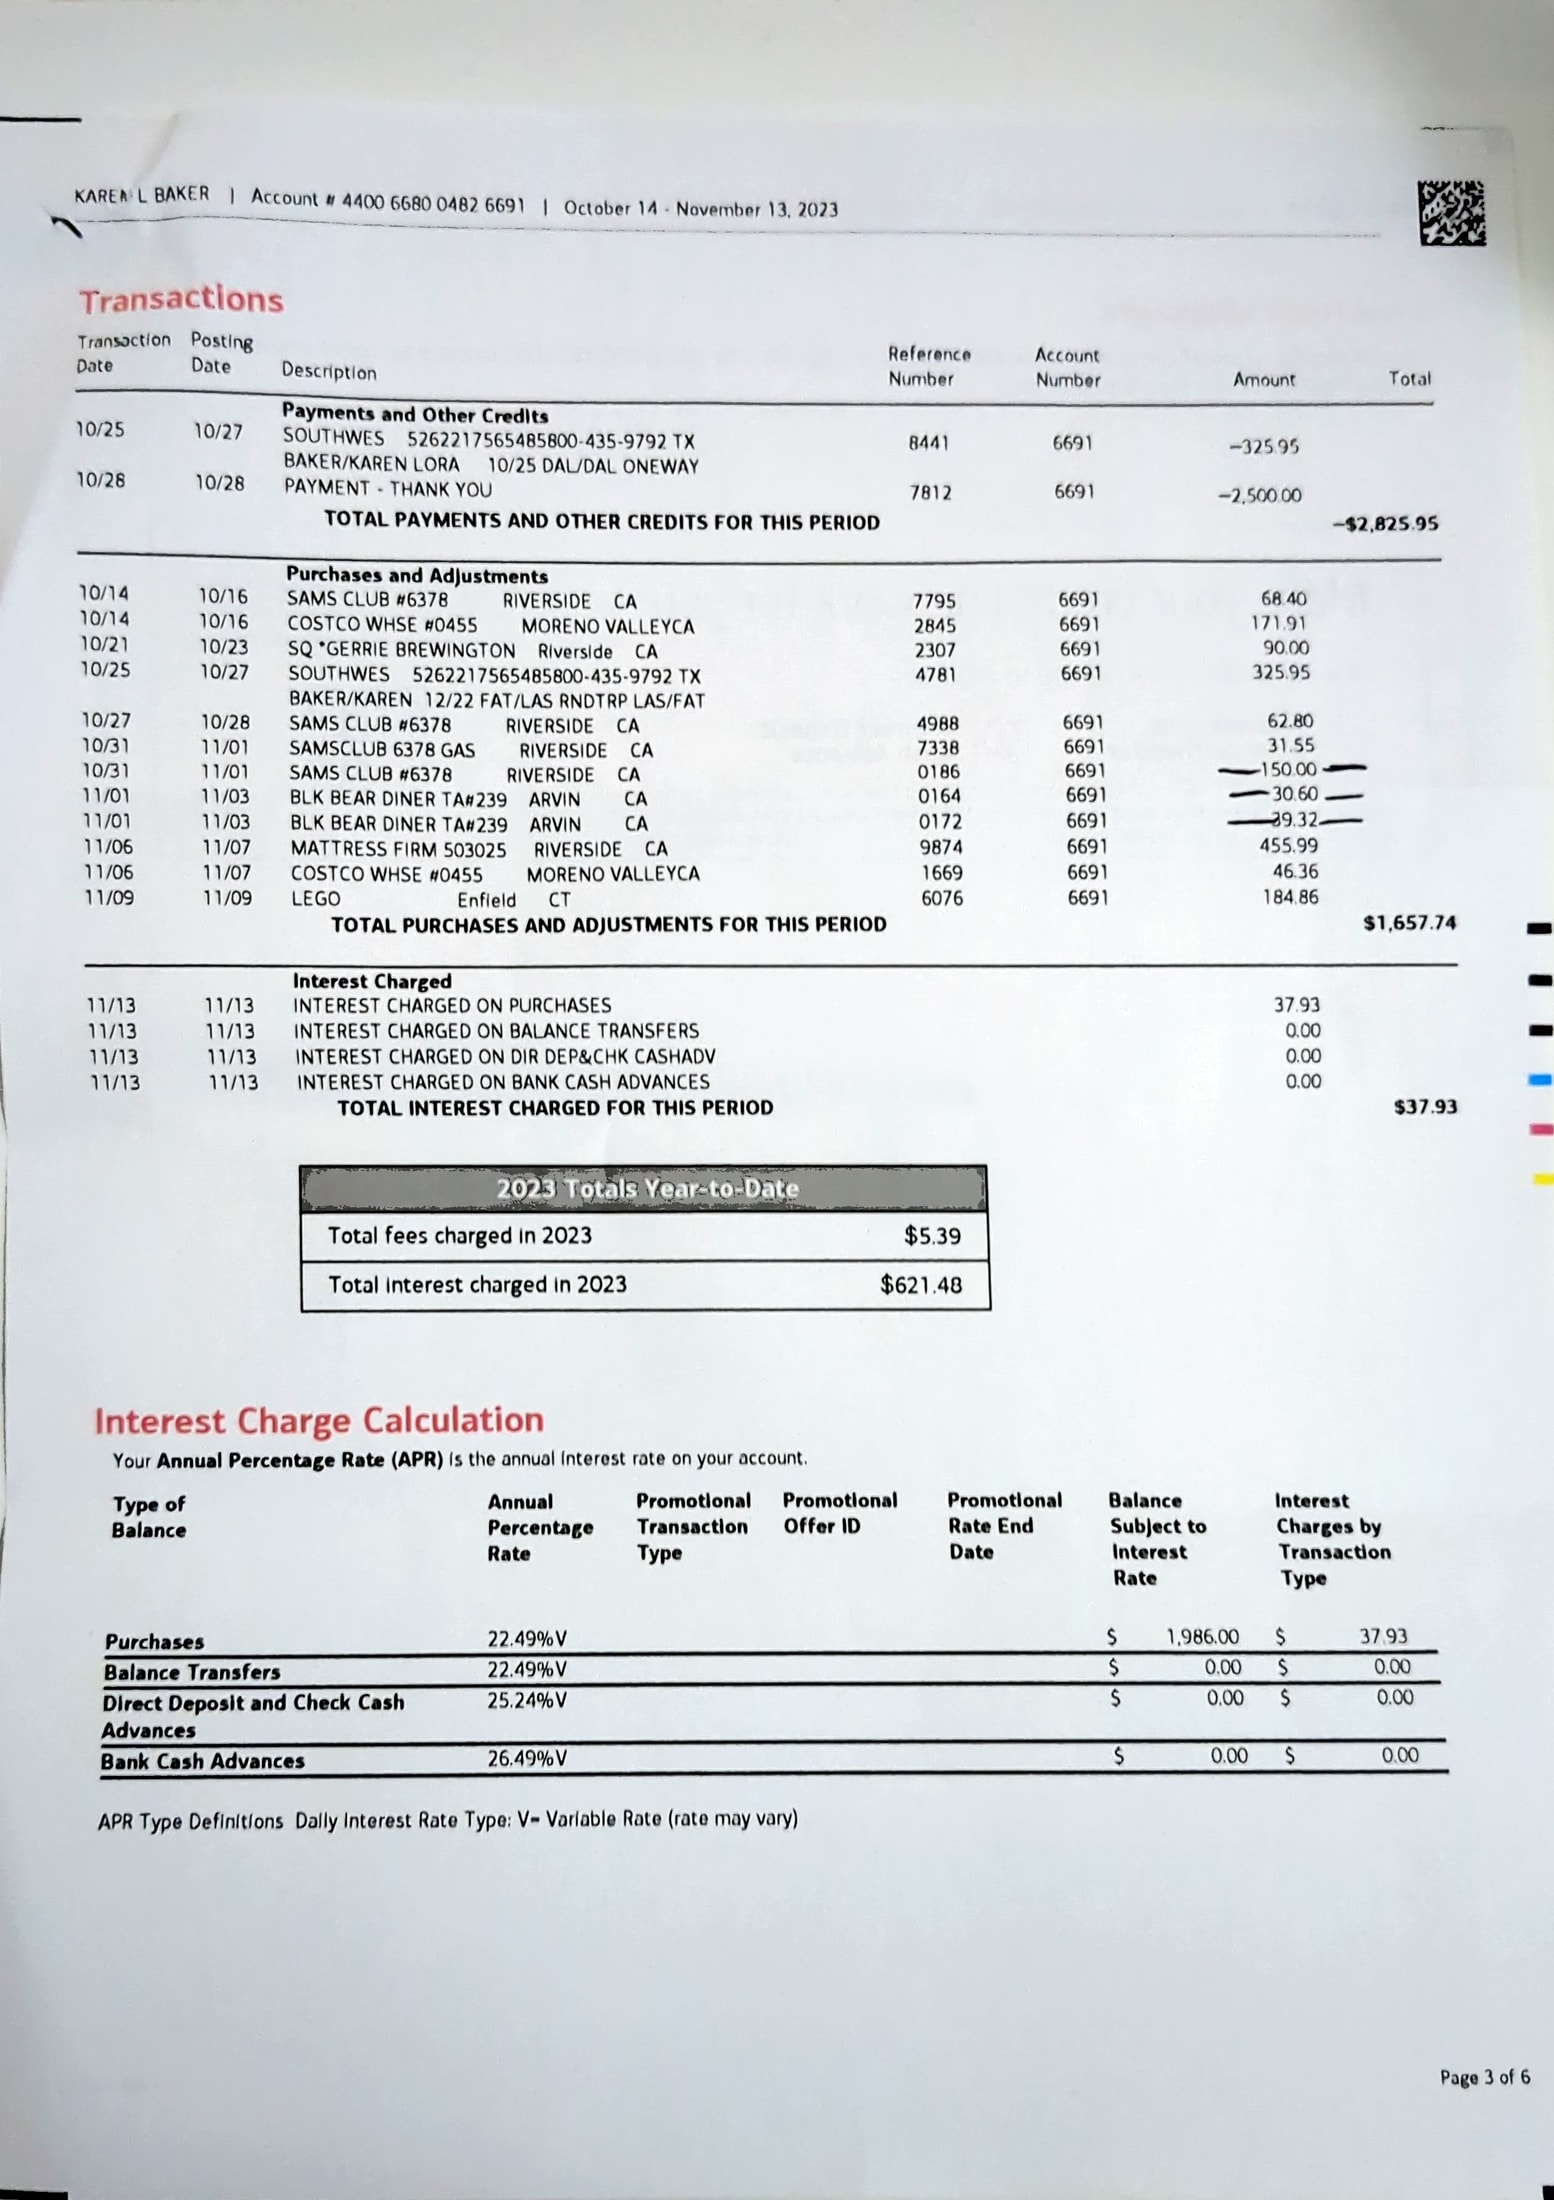 KAREN L BAKER | Account # 4400 6680 0482 6691 | October 14 - November 13, 2023
Transactions
Transaction Date Posting Date Description Reference Number Account Number Amount Total
Payments and Other Credits
10/25 10/27 SOUTHWES 5262217565485800-435-9792 TX 8441 6691 -325.95
BAKER/KAREN LORA 10/25 DAL/DAL ONEWAY
10/28 10/28 PAYMENT - THANK YOU 7812 6691 -2,500.00
TOTAL PAYMENTS AND OTHER CREDITS FOR THIS PERIOD -$2,825.95
Purchases and Adjustments
10/14 10/16 SAMS CLUB #6378 RIVERSIDE CA 7795 6691 68.40
10/14 10/16 COSTCO WHSE #0455 MORENO VALLEYCA 2845 6691 171.91
10/21 10/23 SQ *GERRIE BREWINGTON Riverside CA 2307 6691 90.00
10/25 10/27 SOUTHWES 5262217565485800-435-9792 TX 4781 6691 325.95
BAKER/KAREN 12/22 FAT/LAS RNDTRP LAS/FAT
10/27 10/28 SAMS CLUB #6378 RIVERSIDE CA 4988 6691 62.80
10/31 11/01 SAMSCLUB 6378 GAS RIVERSIDE CA 7338 6691 31.55
10/31 11/01 SAMS CLUB #6378 RIVERSIDE CA 0186 6691 150.00
11/01 11/03 BLK BEAR DINER TA#239 ARVIN CA 0164 6691 30.60
11/01 11/03 BLK BEAR DINER TA#239 ARVIN CA 0172 6691 39.32
11/06 11/07 MATTRESS FIRM 503025 RIVERSIDE CA 9874 6691 455.99
11/06 11/07 COSTCO WHSE #0455 MORENO VALLEYCA 1669 6691 46.36
11/09 11/09 LEGO Enfield CT 6076 6691 184.86
TOTAL PURCHASES AND ADJUSTMENTS FOR THIS PERIOD $1,657.74
Interest Charged
11/13 11/13 INTEREST CHARGED ON PURCHASES 37.93
11/13 11/13 INTEREST CHARGED ON BALANCE TRANSFERS 0.00
11/13 11/13 INTEREST CHARGED ON DIR DEP&CHK CASHADV 0.00
11/13 11/13 INTEREST CHARGED ON BANK CASH ADVANCES 0.00
TOTAL INTEREST CHARGED FOR THIS PERIOD $37.93
2023 Totals Year-to-Date
Total fees charged in 2023 $5.39
Total interest charged in 2023 $621.48
Interest Charge Calculation
Your Annual Percentage Rate (APR) is the annual interest rate on your account.
Type of Balance Annual Percentage Rate Promotional Transaction Type Promotional Offer ID Promotional Rate End Date Balance Subject to Interest Rate Interest Charges by Transaction Type
Purchases 22.49%V $ 1,986.00 $ 37.93
Balance Transfers 22.49%V $ 0.00 $ 0.00
Direct Deposit and Check Cash Advances 25.24%V $ 0.00 $ 0.00
Bank Cash Advances 26.49%V $ 0.00 $ 0.00
APR Type Definitions Daily Interest Rate Type: V= Variable Rate (rate may vary)
Page 3 of 6